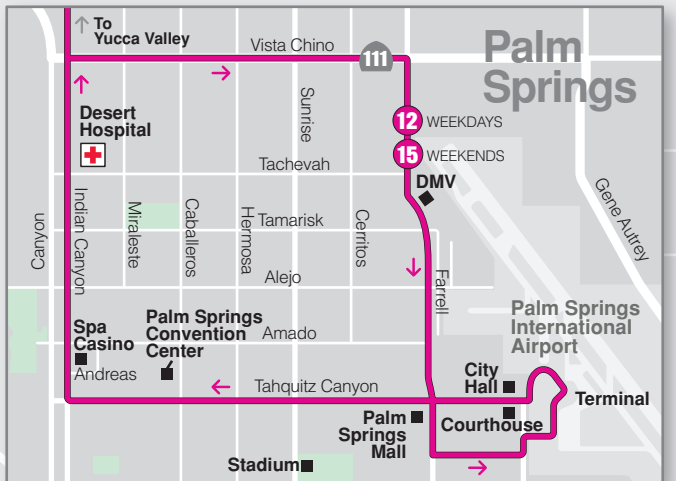 To
Yucca Valley
Vista Chino
111
Palm
Springs
Desert
Hospital
Sunrise
12 WEEKDAYS
15 WEEKENDS
Tachevah
DMV
Canyon
Indian Canyon
Miraleste
Caballeros
Hermosa
Tamarisk
Cerritos
Gene Autrey
Alejo
Farrell
Palm Springs
International
Airport
Spa
Casino
Palm Springs
Convention
Center
Amado
Andreas
City
Hall
Tahquitz Canyon
Terminal
Palm
Springs
Mall
Courthouse
Stadium